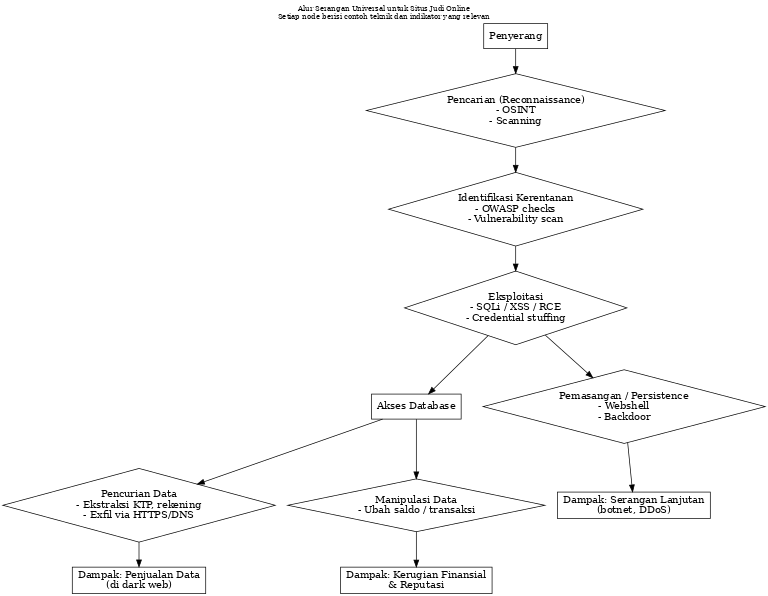 Alur Serangan Universal untuk Situs Judi Online
Setiap node berisi contoh teknik dan indikator yang relevan
Penyerang
Pencarian (Reconnaissance)
- OSINT
- Scanning
Identifikasi Kerentanan
- OWASP checks
- Vulnerability scan
Eksploitasi
- SQLi / XSS / RCE
- Credential stuffing
Akses Database
Pemasangan / Persistence
- Webshell
- Backdoor
Pencurian Data
- Ekstraksi KTP, rekening
- Exfil via HTTPS/DNS
Manipulasi Data
- Ubah saldo / transaksi
Dampak: Serangan Lanjutan
(botnet, DDoS)
Dampak: Penjualan Data
(di dark web)
Dampak: Kerugian Finansial
& Reputasi